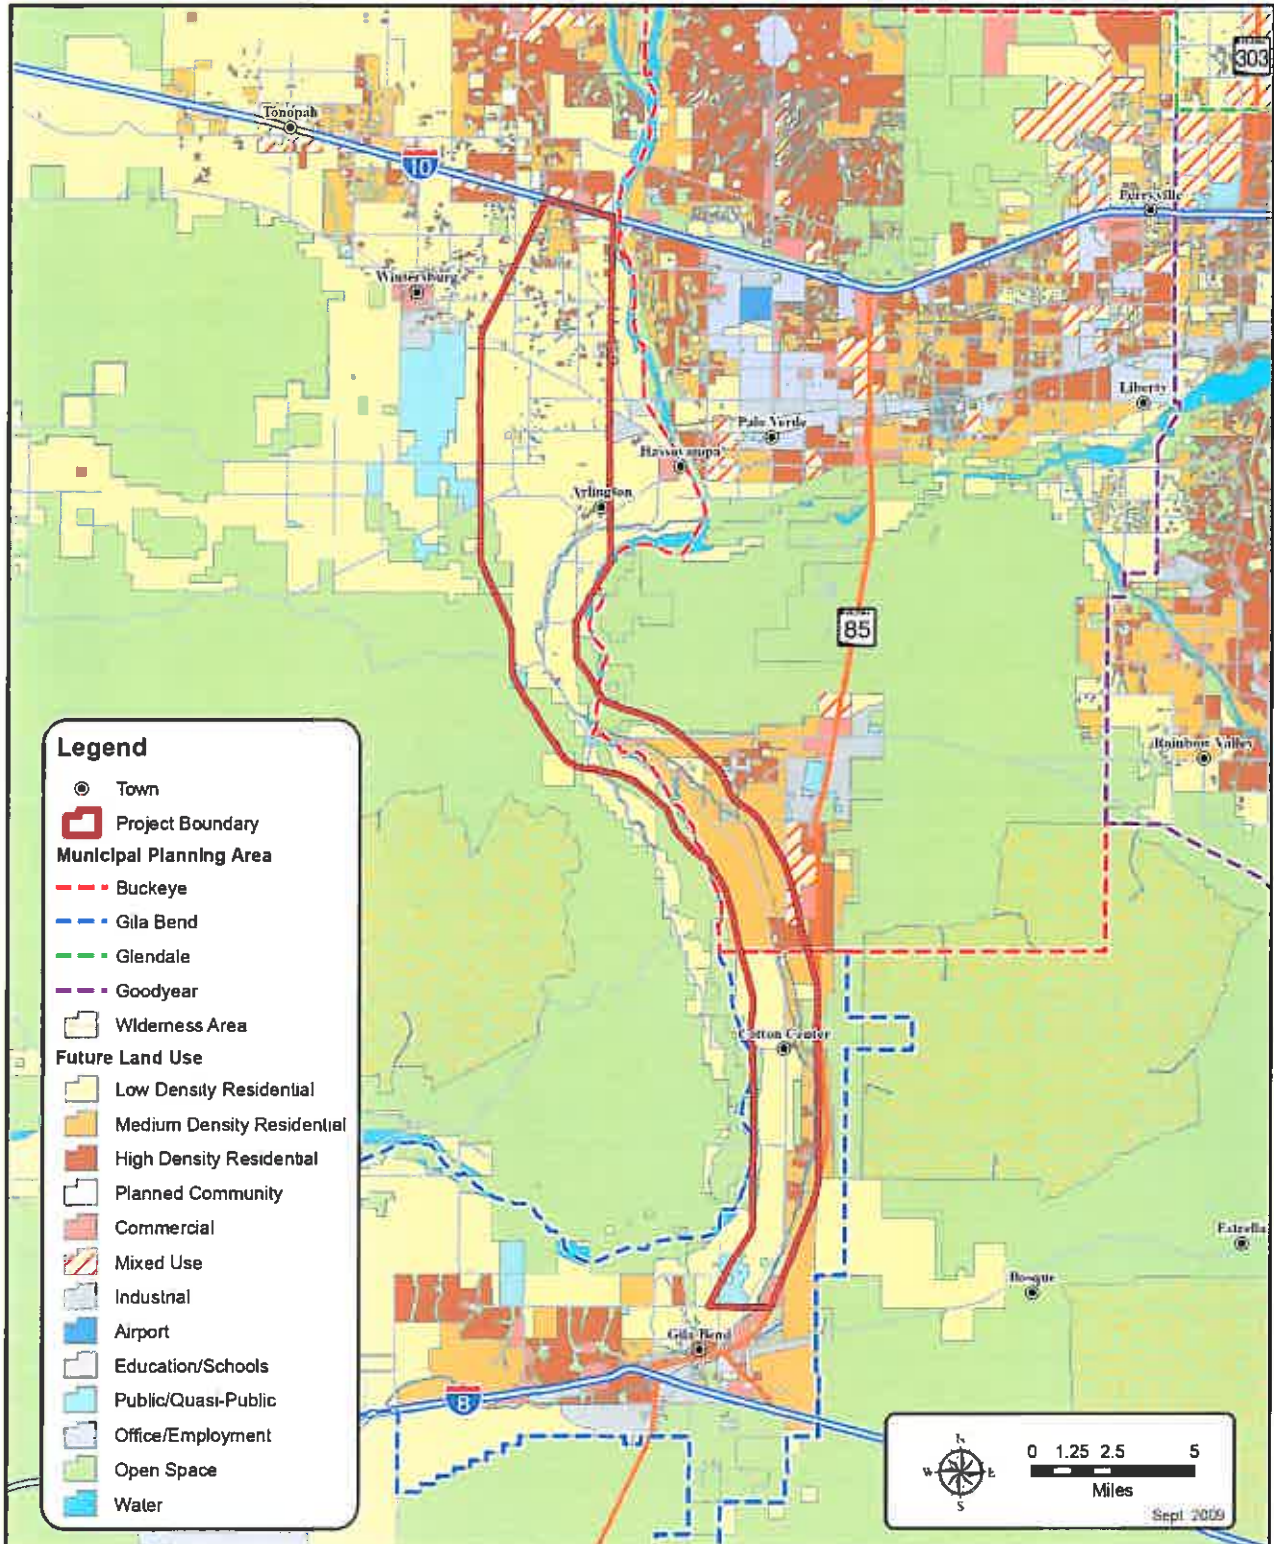 303
Tonopah
10
Perryville
Wintersburg
Liberty
Palo Verde
Hassayampa
Arlington
85
Rainbow Valley
Cotton Center
Estrella
Bosque
Gila Bend
8
Legend
Town
Project Boundary
Municipal Planning Area
Buckeye
Gila Bend
Glendale
Goodyear
Wilderness Area
Future Land Use
Low Density Residential
Medium Density Residential
High Density Residential
Planned Community
Commercial
Mixed Use
Industrial
Airport
Education/Schools
Public/Quasi-Public
Office/Employment
Open Space
Water
N
W E
S
0 1.25 2.5 5
Miles
Sept. 2009